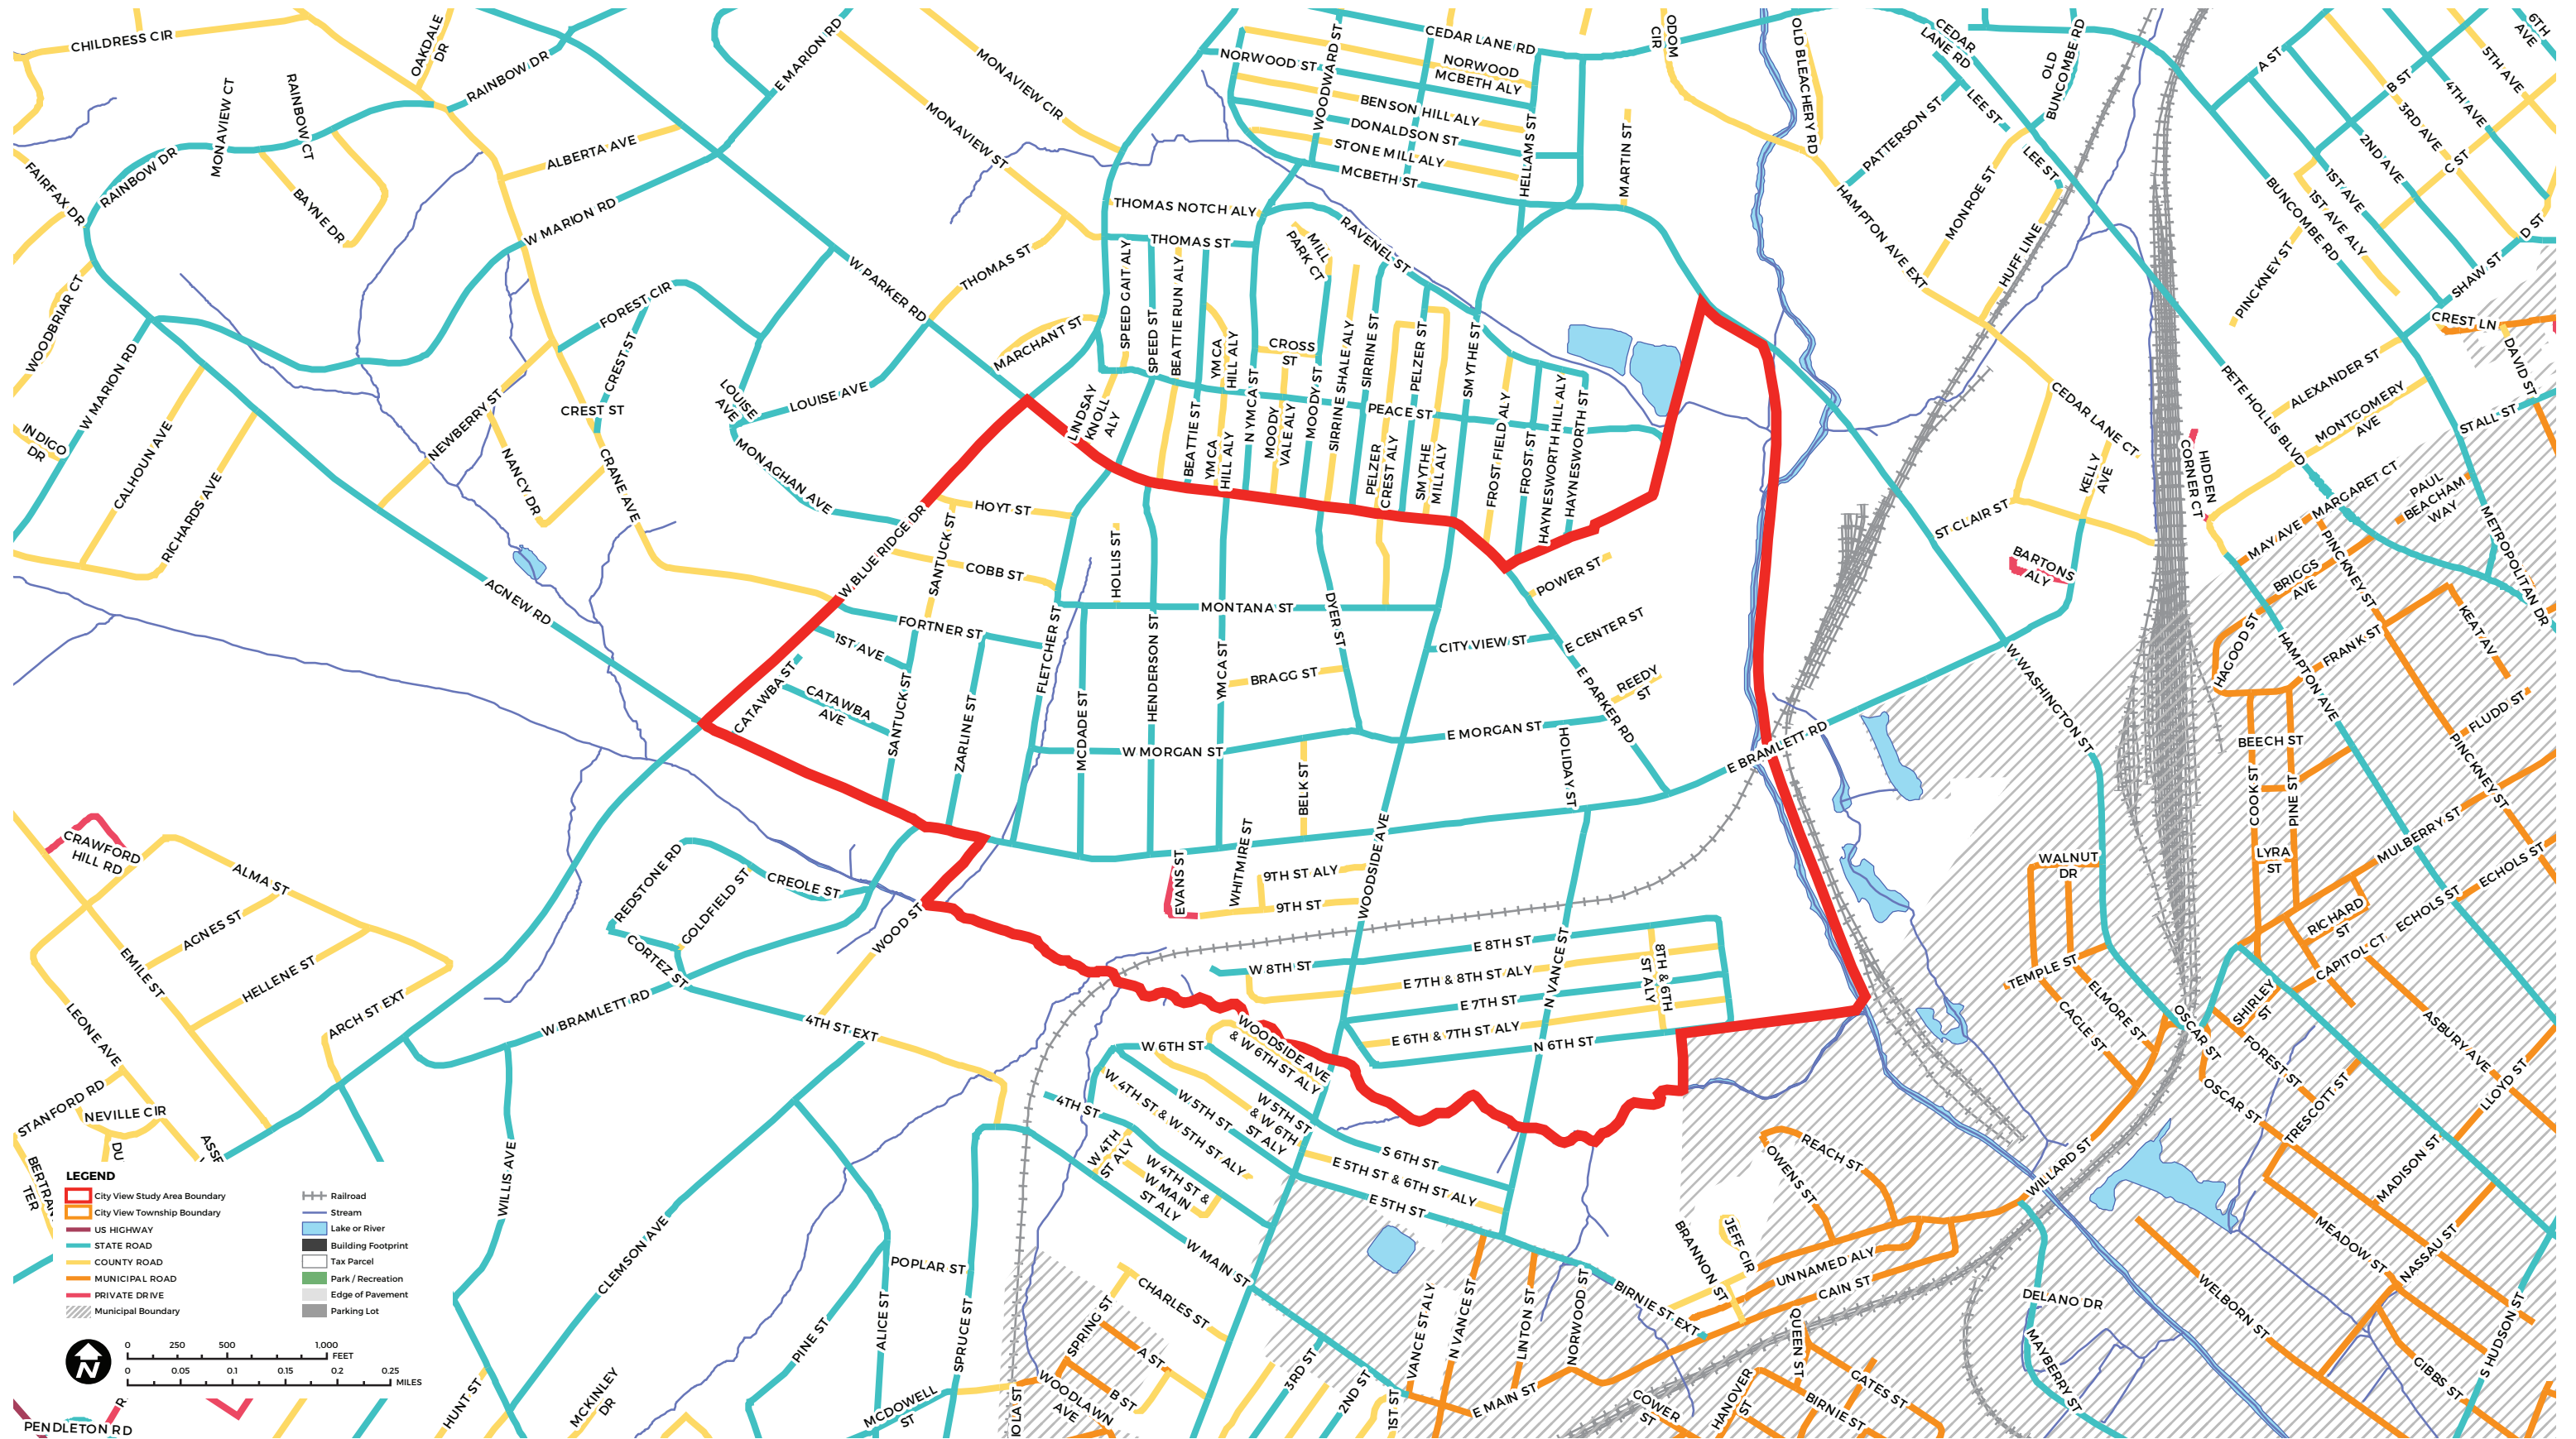 CHILDRESS CIR
OAKDALE
DR
RAINBOW DR
E MARION RD
MONAVIEW CIR
MONAVIEW ST
MONAVIEW CT
RAINBOW CT
RAINBOW DR
BAYNE DR
ALBERTA AVE
W MARION RD
FAIRFAX DR
WOODBRIAR CT
W MARION RD
INDIGO
DR
CALHOUN AVE
RICHARDS AVE
AGNEW RD
NEWBERRY ST
NANCY DR
CRANE AVE
CREST ST
CREST ST
FOREST CIR
LOUISE
AVE
LOUISE AVE
MONAGHAN AVE
W PARKER RD
THOMAS ST
MARCHANT ST
NORWOOD ST
WOODWARD ST
CEDAR LANE RD
NORWOOD
MCBETH ALY
BENSON HILL ALY
DONALDSON ST
STONE MILL ALY
MCBETH ST
HELLAMS ST
MARTIN ST
ODOM
CIR
OLD BLEACHERY RD
THOMAS NOTCH ALY
THOMAS ST
RAVENEL ST
MILL
PARK CT
SPEED GAIT ALY
SPEED ST
BEATTIE RUN ALY
YMCA
HILL ALY
CROSS
ST
LINDSAY
KNOLL
ALY
BEATTIE ST
YMCA
HILL ALY
N YMCA ST
MOODY
VALE ALY
MOODY ST
SIRRINE SHALE ALY
SIRRINE ST
PELZER ST
PEACE ST
PELZER
CREST ALY
SMYTHE
MILL ALY
SMYTHE ST
FROST FIELD ALY
FROST ST
HAYNESWORTH HILL ALY
HAYNESWORTH ST
CEDAR
LANE RD
OLD
BUNCOMBE RD
LEE ST
LEE ST
PATTERSON ST
MONROE ST
HAMPTON AVE EXT
HUFF LINE
6TH
AVE
5TH AVE
4TH AVE
3RD AVE
2ND AVE
1ST AVE
1ST AVE ALY
A ST
B ST
C ST
D ST
BUNCOMBE RD
PINCKNEY ST
SHAW ST
CREST LN
DAVID ST
ALEXANDER ST
MONTGOMERY
AVE
STALL ST
PETE HOLLIS BLVD
CEDAR LANE CT
KELLY
AVE
ST CLAIR ST
BARTONS
ALY
HIDDEN
CORNER CT
MARGARET CT
PAUL
BEACHAM
WAY
METROPOLITAN DR
MAY AVE
BRIGGS
AVE
PINCKNEY ST
HAGOOD ST
FRANK ST
KEAT AV
HAMPTON AVE
FLUDD ST
BEECH ST
COOK ST
PINE ST
PINCKNEY ST
LYRA
ST
MULBERRY ST
ECHOLS ST
ECHOLS ST
RICHARD
ST
CAPITOL CT
ASBURY AVE
W WASHINGTON ST
WALNUT
DR
TEMPLE ST
ELMORE ST
CAGLE ST
OSCAR ST
OSCAR ST
SHIRLEY
ST
FOREST ST
TRESCOTT ST
LLOYD ST
MADISON ST
NASSAU ST
MEADOW ST
S HUDSON ST
GIBBS ST
WELBORN ST
WILLARD ST
DELANO DR
MAYBERRY ST
W BLUE RIDGE DR
HOYT ST
SANTUCK ST
COBB ST
HOLLIS ST
FORTNER ST
1ST AVE
CATAWBA ST
CATAWBA
AVE
SANTUCK ST
ZARLINE ST
FLETCHER ST
MCDADE ST
HENDERSON ST
YMCA ST
MONTANA ST
BRAGG ST
DYER ST
CITY VIEW ST
POWER ST
E CENTER ST
REEDY
ST
E PARKER RD
W MORGAN ST
E MORGAN ST
HOLIDAY ST
BELK ST
E BRAMLETT RD
WOODSIDE AVE
WHITMIRE ST
EVANS ST
9TH ST ALY
9TH ST
W 8TH ST
E 8TH ST
E 7TH & 8TH ST ALY
E 7TH ST
E 6TH & 7TH ST ALY
N 6TH ST
N VANCE ST
8TH & 6TH
ST ALY
CRAWFORD
HILL RD
ALMA ST
AGNES ST
HELLENE ST
EMILE ST
ARCH ST EXT
LEONE AVE
STANFORD RD
NEVILLE CIR
DU
BERTRAN
TER
ASSE
REDSTONE RD
GOLDFIELD ST
CREOLE ST
CORTEZ ST
W BRAMLETT RD
WOOD ST
4TH ST EXT
WILLIS AVE
CLEMSON AVE
POPLAR ST
ALICE ST
PINE ST
SPRUCE ST
MCDOWELL
ST
MCKINLEY
DR
HUNT ST
PENDLETON RD
R
W 6TH ST
WOODSIDE AVE
& W 6TH ST ALY
W 5TH ST
& W 6TH
ST ALY
W 5TH ST
W 4TH ST & W 5TH ST ALY
4TH ST
W 4TH
ST ALY
W 4TH ST &
W MAIN
ST ALY
S 6TH ST
E 5TH ST & 6TH ST ALY
E 5TH ST
W MAIN ST
CHARLES ST
SPRING ST
A ST
B ST
WOODLAWN
AVE
IOLA ST
3RD ST
2ND ST
1ST ST
VANCE ST ALY
N VANCE ST
LINTON ST
NORWOOD ST
BIRNIE ST EXT
E MAIN ST
REACH ST
OWENS ST
BRANNON ST
JEFF CIR
UNNAMED ALY
CAIN ST
QUEEN ST
GATES ST
BIRNIE ST
HANOVER
ST
GOWER
ST
LEGEND
City View Study Area Boundary
City View Township Boundary
US HIGHWAY
STATE ROAD
COUNTY ROAD
MUNICIPAL ROAD
PRIVATE DRIVE
Municipal Boundary
Railroad
Stream
Lake or River
Building Footprint
Tax Parcel
Park / Recreation
Edge of Pavement
Parking Lot
N
0 250 500 1,000
FEET
0 0.05 0.1 0.15 0.2 0.25
MILES